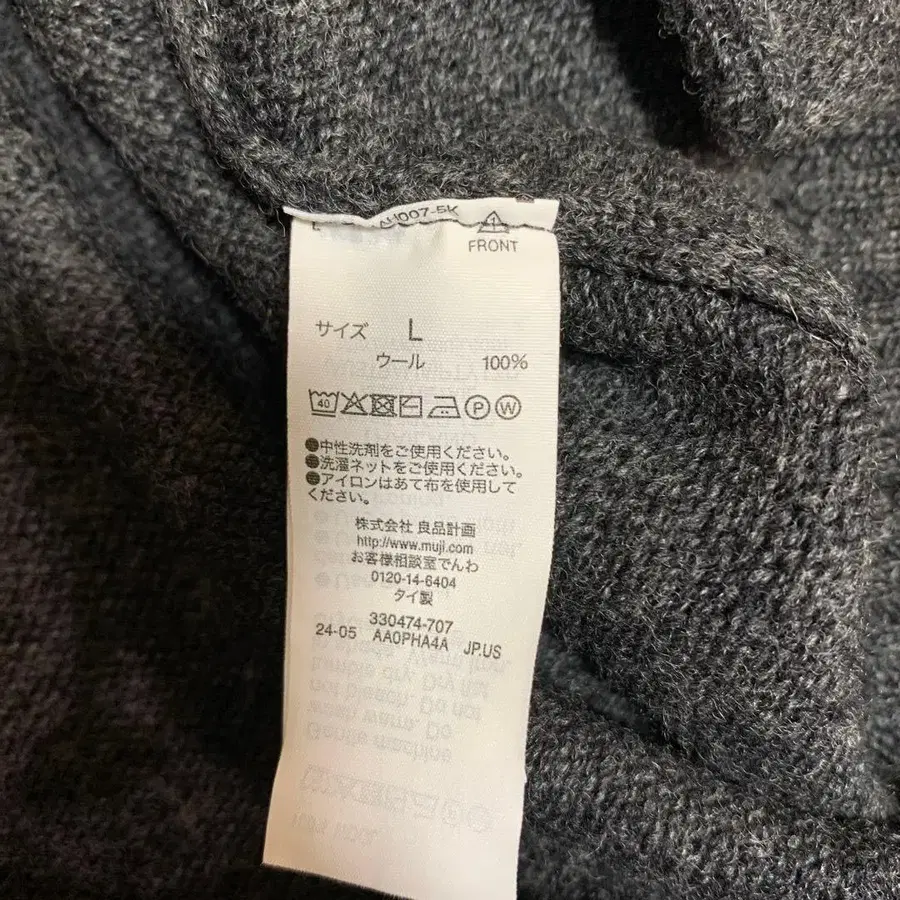 AH007-5K
L
FRONT
サイズ L
ウール 100%
40 P W
●中性洗剤をご使用ください。
●洗濯ネットをご使用ください。
●アイロンはあて布を使用して
ください。
株式会社 良品計画
http://www.muji.com
お客様相談室でんわ
0120-14-6404
タイ製
330474-707
24-05 AA0PHA4A JP.US